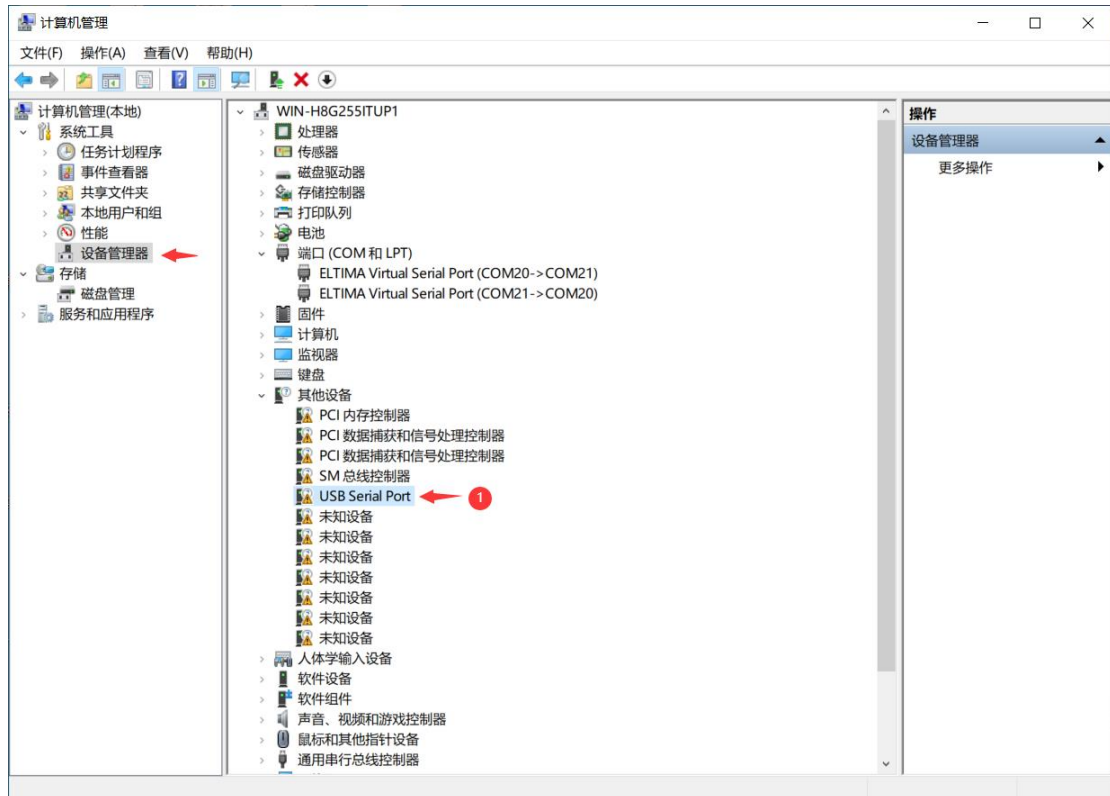 计算机管理
文件(F) 操作(A) 查看(V) 帮助(H)
计算机管理(本地)
系统工具
任务计划程序
事件查看器
共享文件夹
本地用户和组
性能
设备管理器
存储
磁盘管理
服务和应用程序
WIN-H8G255ITUP1
处理器
传感器
磁盘驱动器
存储控制器
打印队列
电池
端口 (COM 和 LPT)
ELTIMA Virtual Serial Port (COM20->COM21)
ELTIMA Virtual Serial Port (COM21->COM20)
固件
计算机
监视器
键盘
其他设备
PCI 内存控制器
PCI 数据捕获和信号处理控制器
PCI 数据捕获和信号处理控制器
SM 总线控制器
USB Serial Port
1
未知设备
未知设备
未知设备
未知设备
未知设备
未知设备
未知设备
人体学输入设备
软件设备
软件组件
声音、视频和游戏控制器
鼠标和其他指针设备
通用串行总线控制器
操作
设备管理器
更多操作